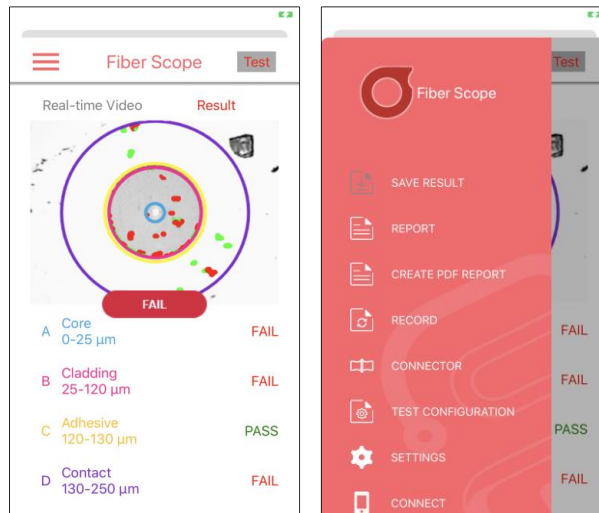 Fiber Scope
Test
Real-time Video
Result
FAIL
A
Core
0-25 µm
FAIL
B
Cladding
25-120 µm
FAIL
C
Adhesive
120-130 µm
PASS
D
Contact
130-250 µm
FAIL
Test
Fiber Scope
SAVE RESULT
REPORT
CREATE PDF REPORT
RECORD
FAIL
CONNECTOR
FAIL
TEST CONFIGURATION
PASS
SETTINGS
FAIL
CONNECT